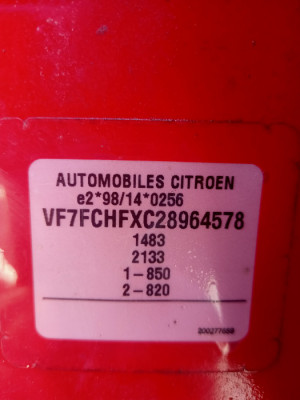 AUTOMOBILES CITROEN
e2*98/14*0256
VF7FCHFXC28964578
1483
2133
1-850
2-820